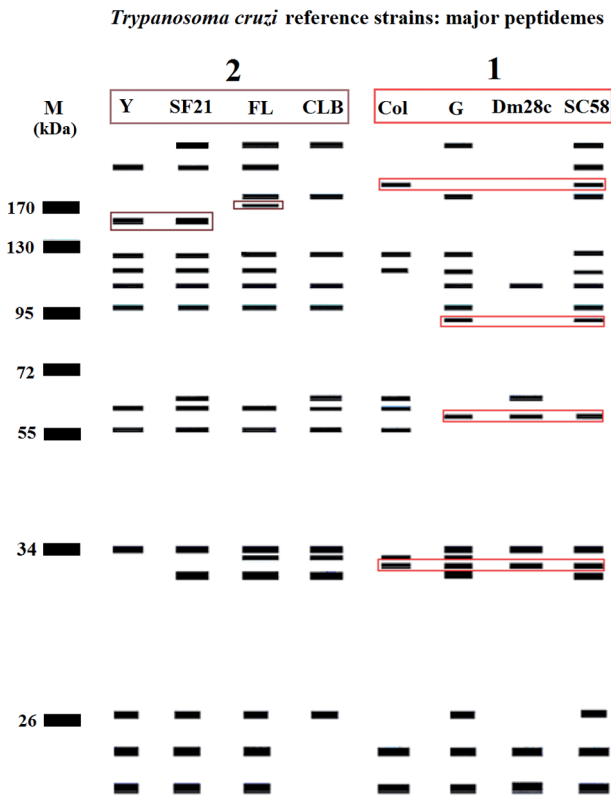 Trypanosoma cruzi reference strains: major peptidemes
2 1
M Y SF21 FL CLB Col G Dm28c SC58
(kDa)
170
130
95
72
55
34
26